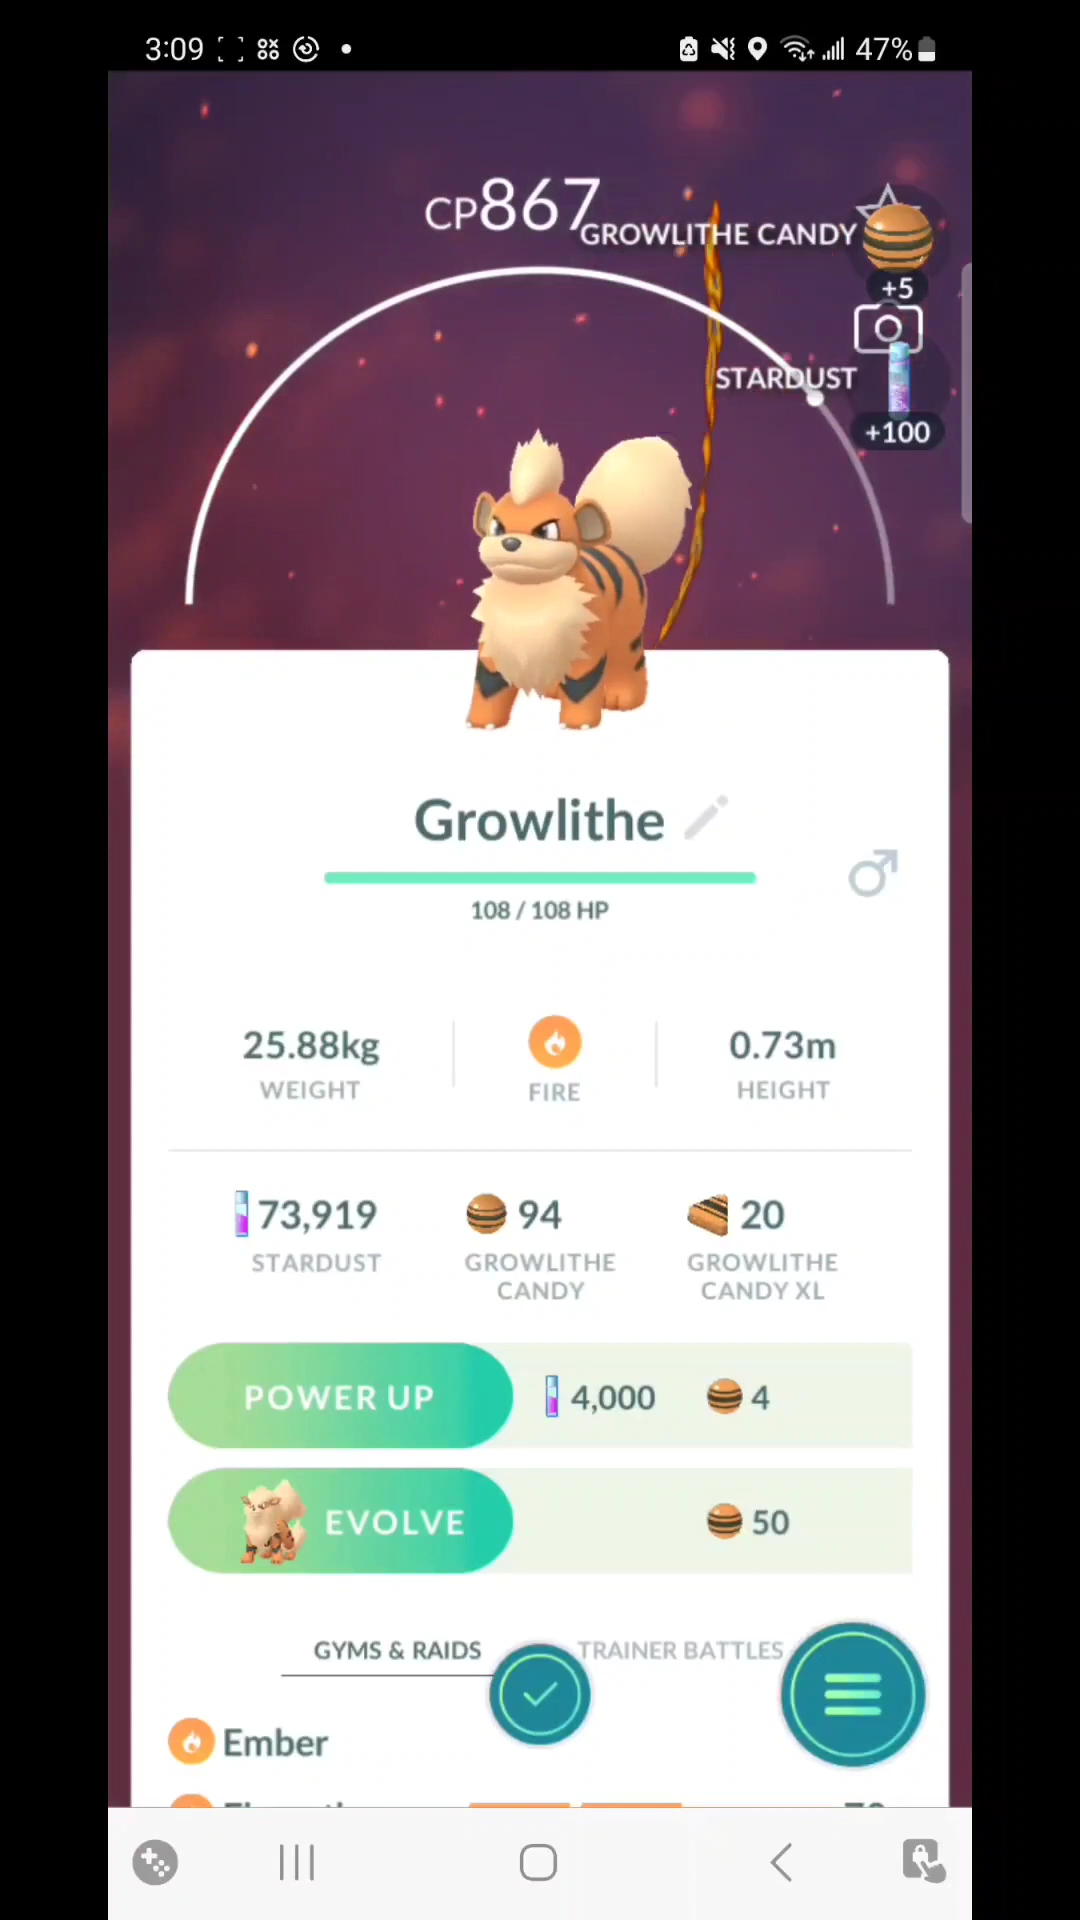 3:09
47%
CP867
GROWLITHE CANDY
+5
STARDUST
+100
Growlithe
108 / 108 HP
25.88kg
WEIGHT
FIRE
0.73m
HEIGHT
73,919
STARDUST
94
GROWLITHE
CANDY
20
GROWLITHE
CANDY XL
POWER UP
4,000
4
EVOLVE
50
GYMS & RAIDS
TRAINER BATTLES
Ember